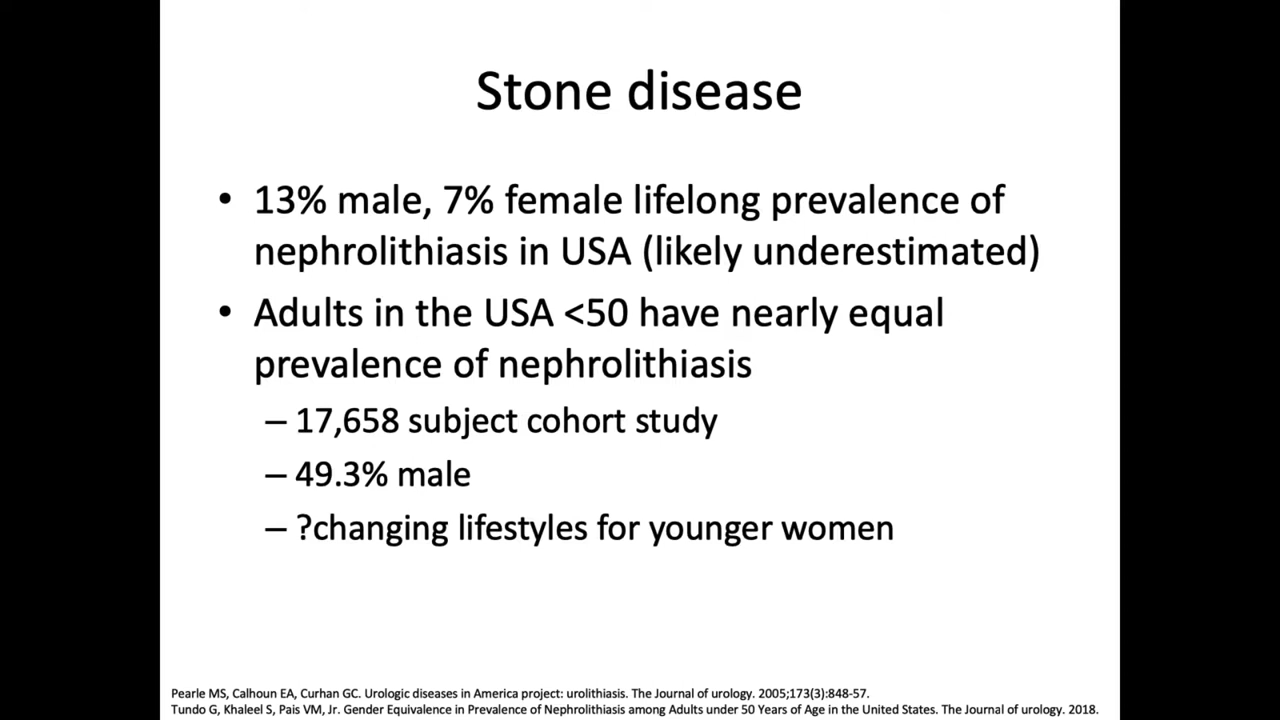 Stone disease
• 13% male, 7% female lifelong prevalence of
nephrolithiasis in USA (likely underestimated)
• Adults in the USA <50 have nearly equal
prevalence of nephrolithiasis
– 17,658 subject cohort study
– 49.3% male
– ?changing lifestyles for younger women
Pearle MS, Calhoun EA, Curhan GC. Urologic diseases in America project: urolithiasis. The Journal of urology. 2005;173(3):848-57.
Tundo G, Khaleel S, Pais VM, Jr. Gender Equivalence in Prevalence of Nephrolithiasis among Adults under 50 Years of Age in the United States. The Journal of urology. 2018.